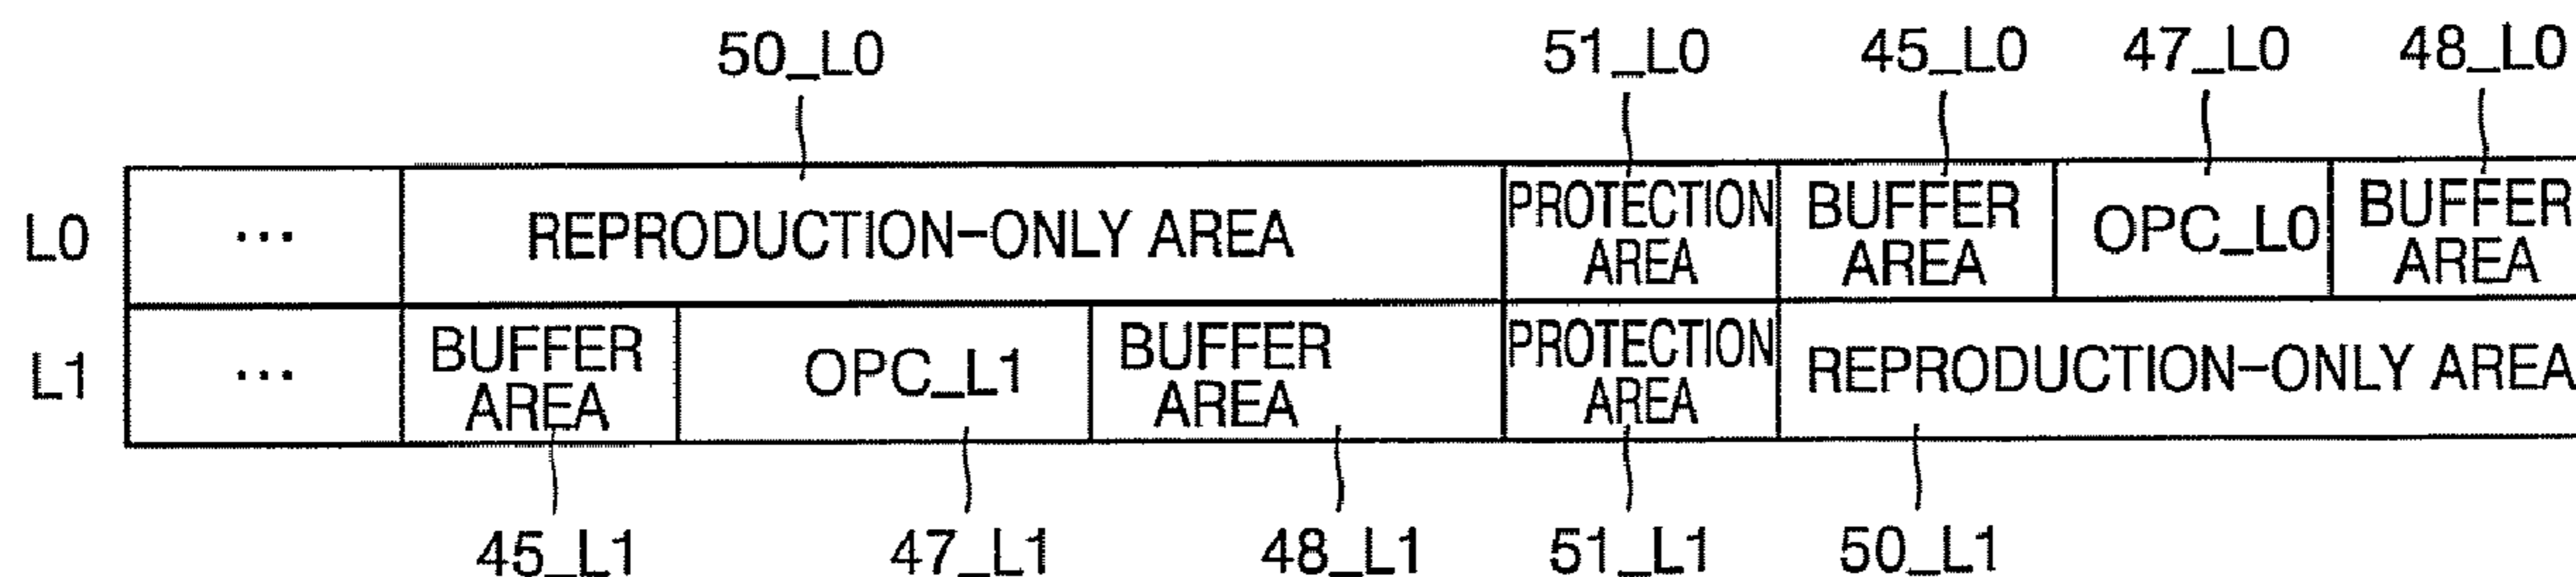 50_L0 51_L0 45_L0 47_L0 48_L0
L0 ... REPRODUCTION-ONLY AREA PROTECTION AREA BUFFER AREA OPC_L0 BUFFER AREA
L1 ... BUFFER AREA OPC_L1 BUFFER AREA PROTECTION AREA REPRODUCTION-ONLY AREA
45_L1 47_L1 48_L1 51_L1 50_L1